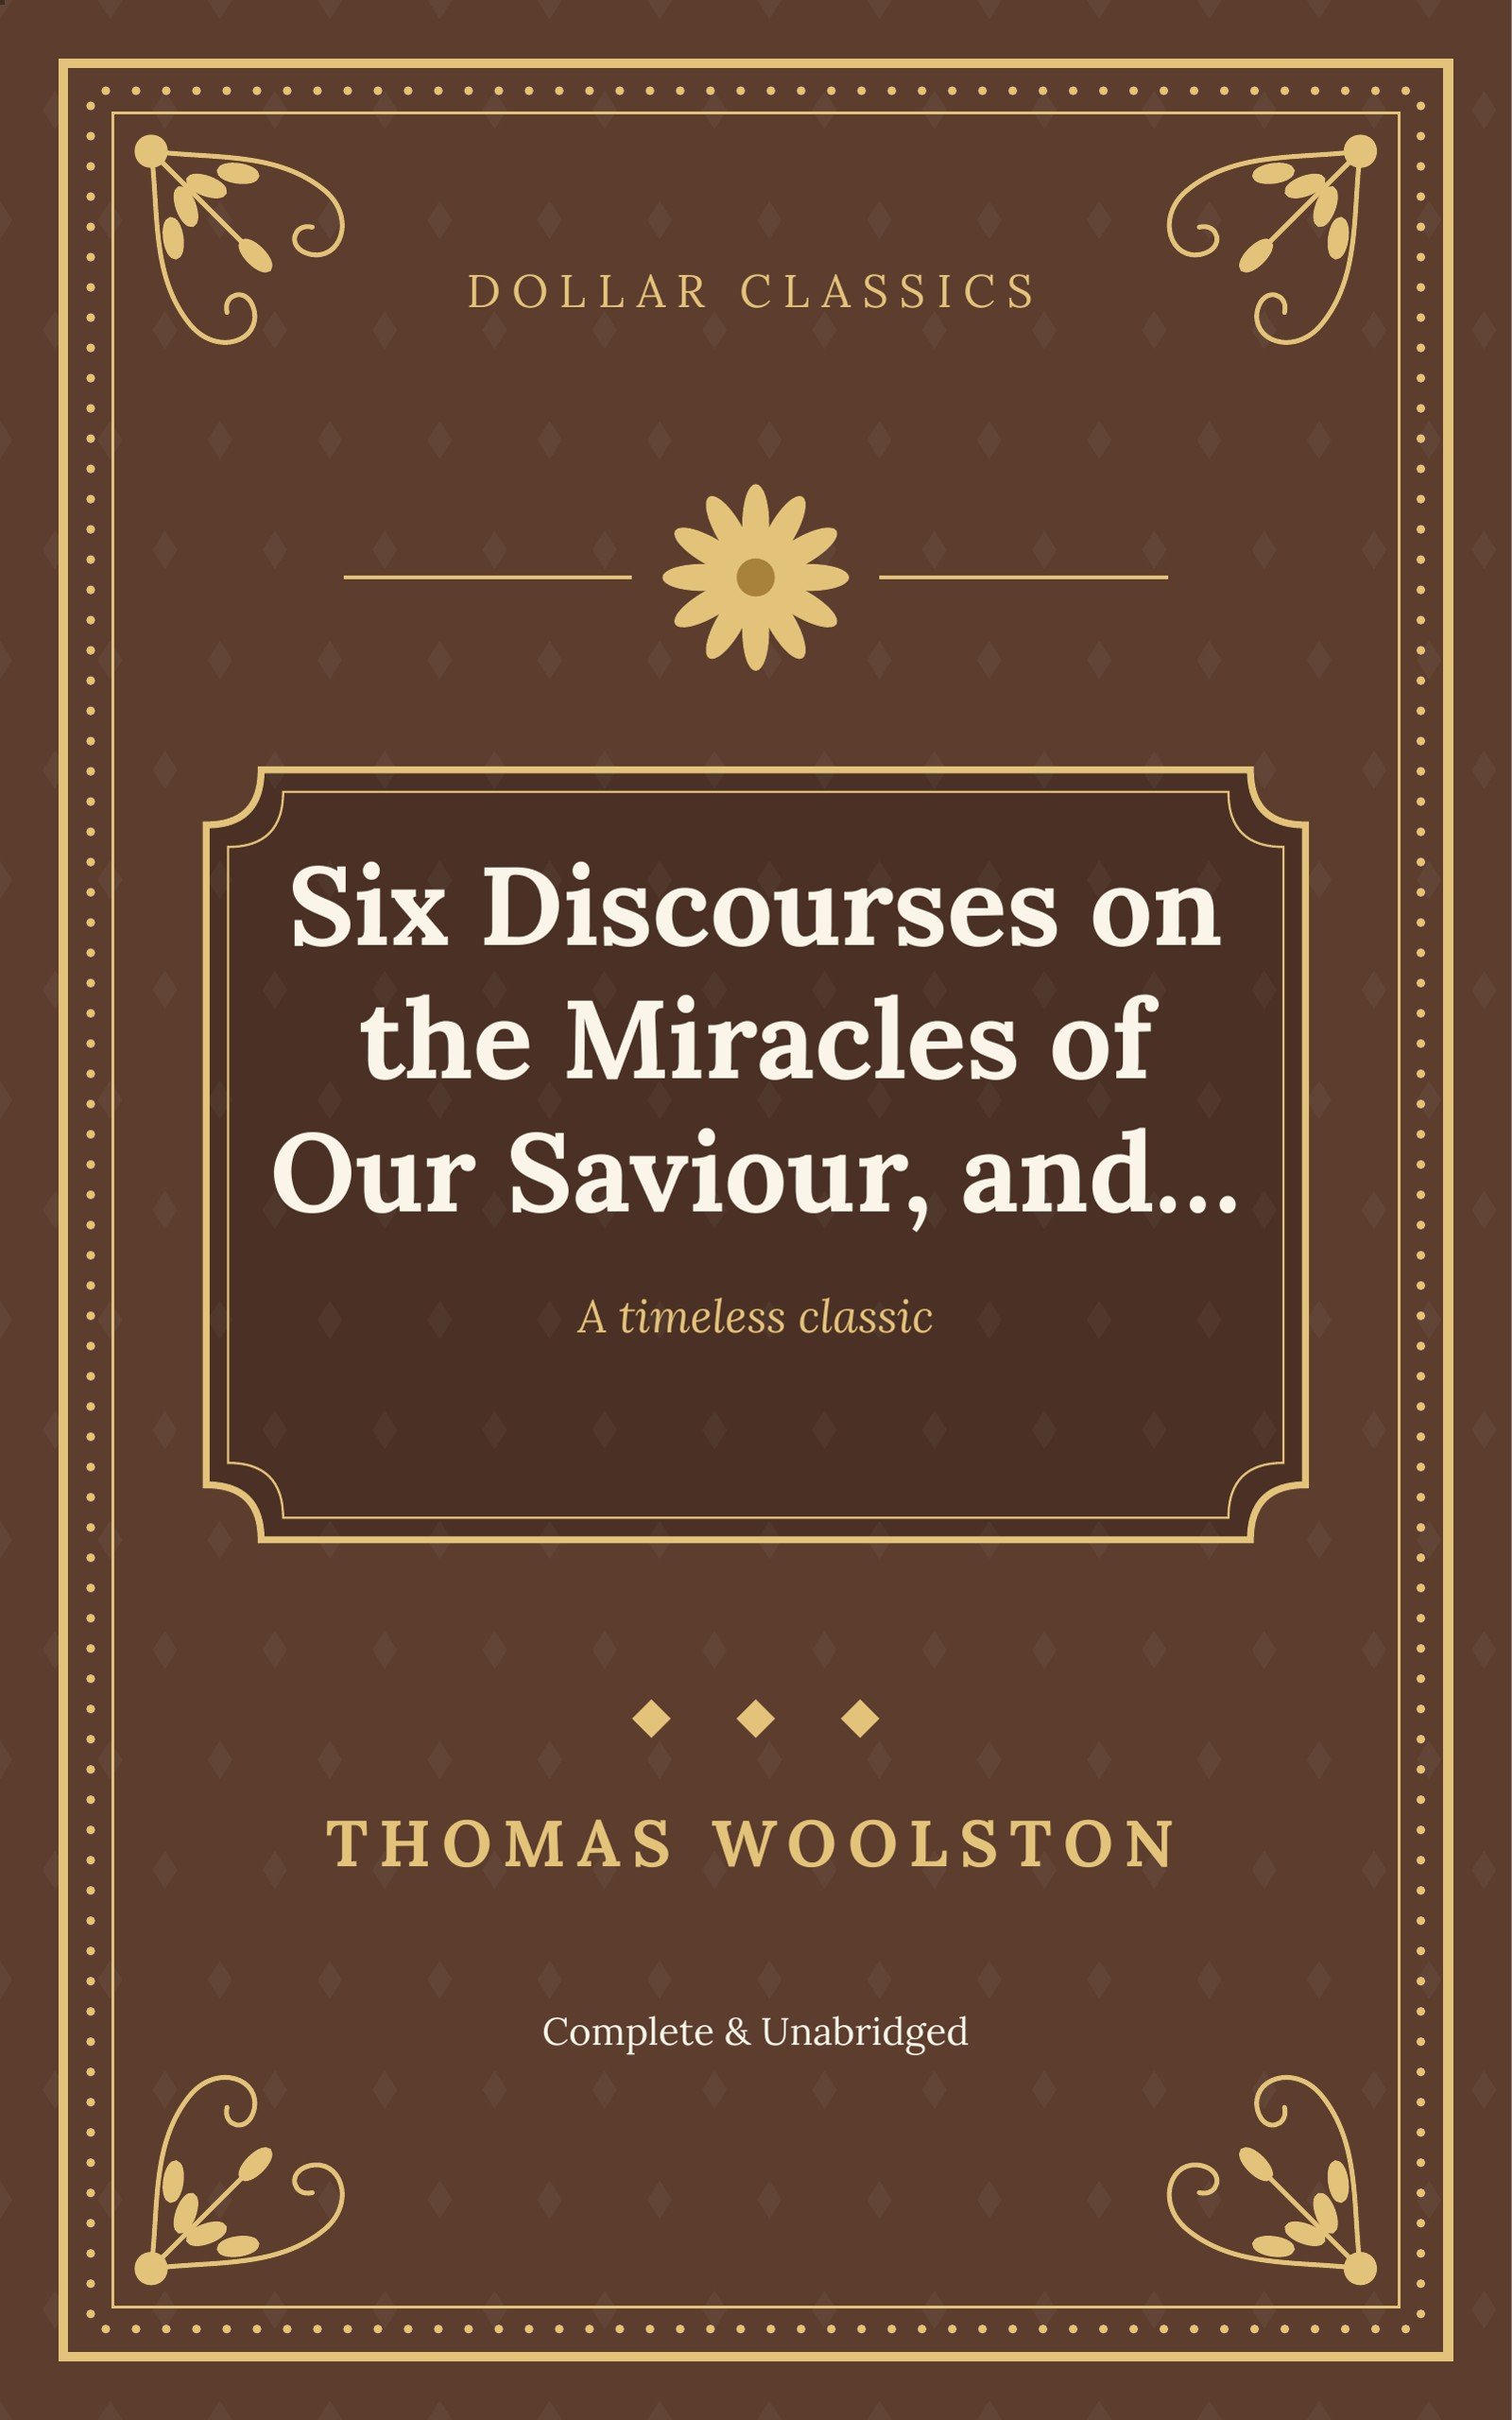 DOLLAR CLASSICS
Six Discourses on
the Miracles of
Our Saviour, and...
A timeless classic
THOMAS WOOLSTON
Complete & Unabridged